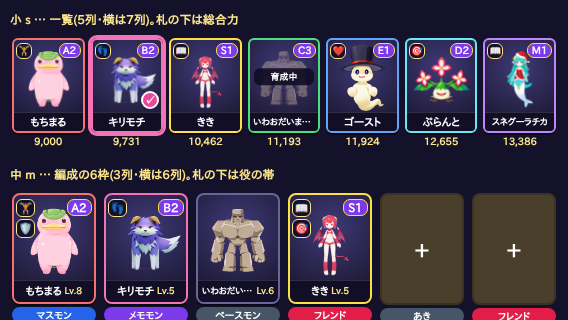 小 s … 一覧(5列・横は7列)。札の下は総合力
A2 B2 S1 C3 E1 D2 M1
育成中
もちまる キリモチ きき いわおだいま… ゴースト ぷらんと スネグーラチカ
9,000 9,731 10,462 11,193 11,924 12,655 13,386
中 m … 編成の6枠(3列・横は6列)。札の下は役の帯
A2 B2 S1
+ +
もちまる Lv.8 キリモチ Lv.5 いわおだい… Lv.6 きき Lv.5
マスモン メモモン ベースモン フレンド あき フレンド